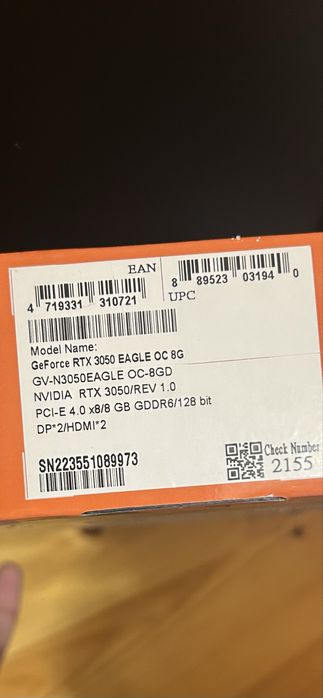 EAN
4 719331 310721
8 89523 03194 0
UPC
Model Name:
GeForce RTX 3050 EAGLE OC 8G
GV-N3050EAGLE OC-8GD
NVIDIA RTX 3050/REV 1.0
PCI-E 4.0 x8/8 GB GDDR6/128 bit
DP*2/HDMI*2
SN223551089973
Check Number
2155